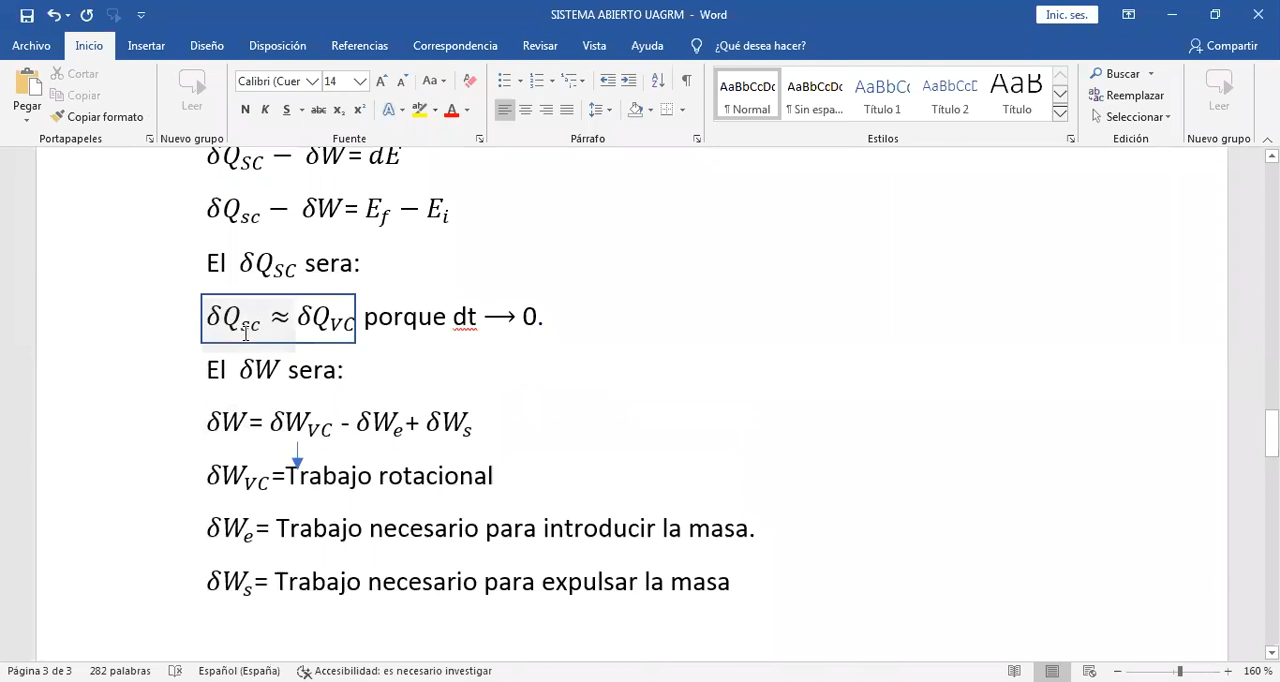 SISTEMA ABIERTO UAGRM - Word
Inic. ses.
Archivo Inicio Insertar Diseño Disposición Referencias Correspondencia Revisar Vista Ayuda ¿Qué desea hacer? Compartir
Pegar
Cortar
Copiar
Copiar formato
Portapapeles
Leer
Nuevo grupo
Calibri (Cuer 14
N K S abc x₂ x²
Fuente
Párrafo
AaBbCcDc AaBbCcDc AaBbCc AaBbCcD AaB
¶ Normal ¶ Sin espa... Título 1 Título 2 Título
Estilos
Buscar
Reemplazar
Seleccionar
Edición
Leer
Nuevo grupo
δQ_SC − δW= dE
δQ_sc − δW= E_f − E_i
El δQ_SC sera:
δQ_sc ≈ δQ_VC porque dt ⟶ 0.
El δW sera:
δW= δW_VC - δW_e+ δW_s
δW_VC=Trabajo rotacional
δW_e= Trabajo necesario para introducir la masa.
δW_s= Trabajo necesario para expulsar la masa
Página 3 de 3 282 palabras Español (España) Accesibilidad: es necesario investigar 160 %